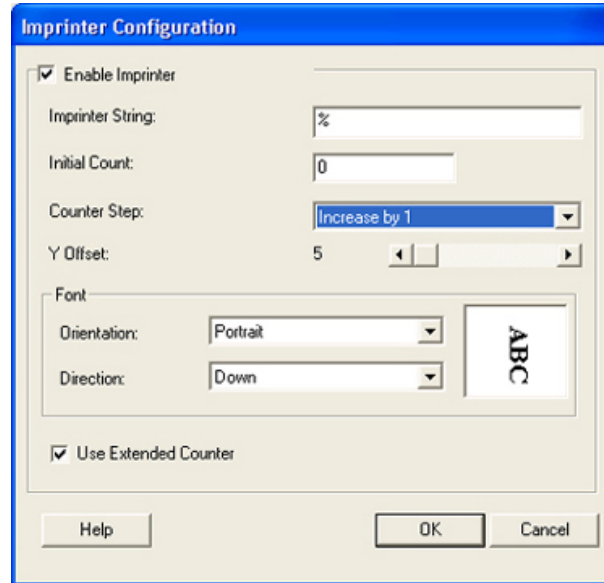 Imprinter Configuration
Enable Imprinter
Imprinter String: %
Initial Count: 0
Counter Step: Increase by 1
Y Offset: 5
Font
Orientation: Portrait
Direction: Down
ABC
Use Extended Counter
Help OK Cancel